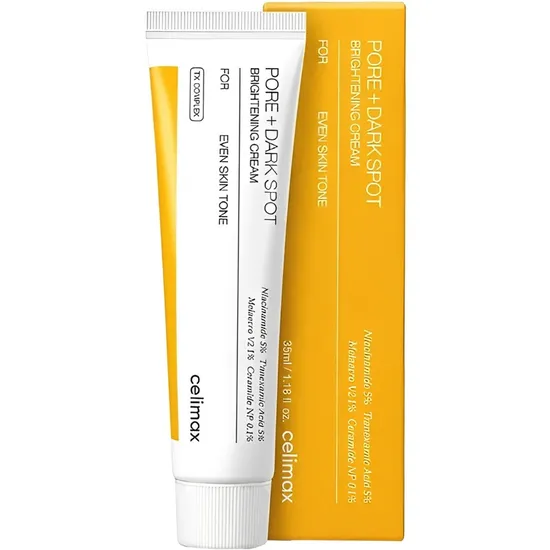 PORE + DARK SPOT
BRIGHTENING CREAM
FOR EVEN SKIN TONE
TX COMPLEX
Niacinamide 5% Tranexamic Acid 5%
Melaerro V2 1% Ceramide NP 0.1%
celimax
PORE + DARK SPOT
BRIGHTENING CREAM
FOR EVEN SKIN TONE
Niacinamide 5% Tranexamic Acid 5%
Melazero V2 1% Ceramide NP 0.1%
35ml / 1.18 fl. oz.
celimax